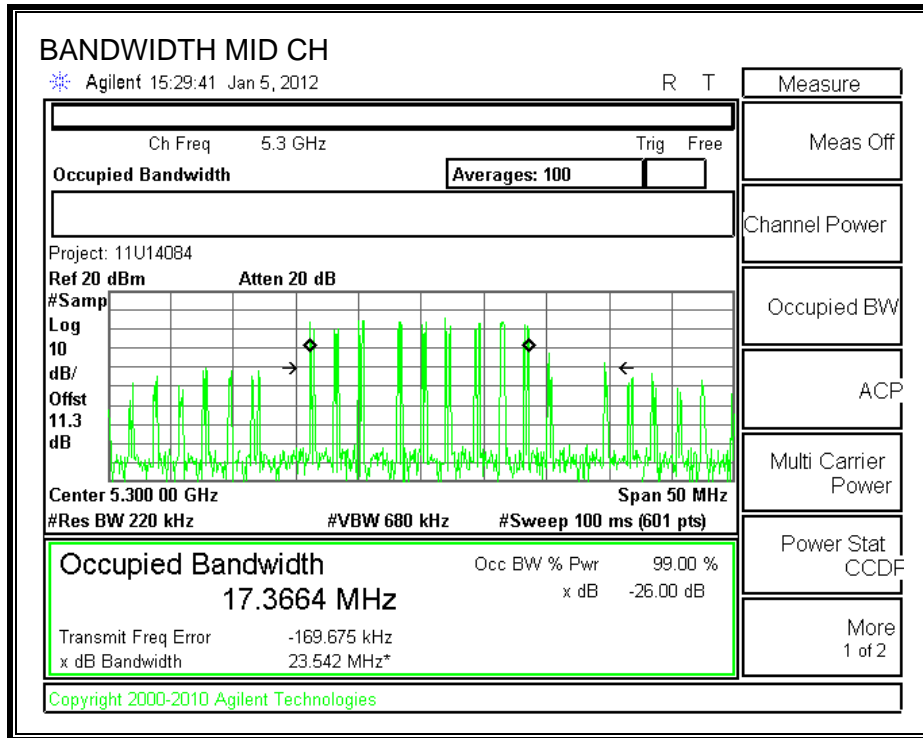 BANDWIDTH MID CH
Agilent 15:29:41 Jan 5, 2012 R T
Measure
Ch Freq 5.3 GHz Trig Free
Occupied Bandwidth Averages: 100
Meas Off
Channel Power
Project: 11U14084
Ref 20 dBm Atten 20 dB
#Samp
Log
10
dB/
Offst
11.3
dB
Occupied BW
ACP
Multi Carrier
Power
Center 5.300 00 GHz Span 50 MHz
#Res BW 220 kHz #VBW 680 kHz #Sweep 100 ms (601 pts)
Power Stat
CCDF
Occupied Bandwidth Occ BW % Pwr 99.00 %
17.3664 MHz x dB -26.00 dB
Transmit Freq Error -169.675 kHz
x dB Bandwidth 23.542 MHz*
More
1 of 2
Copyright 2000-2010 Agilent Technologies